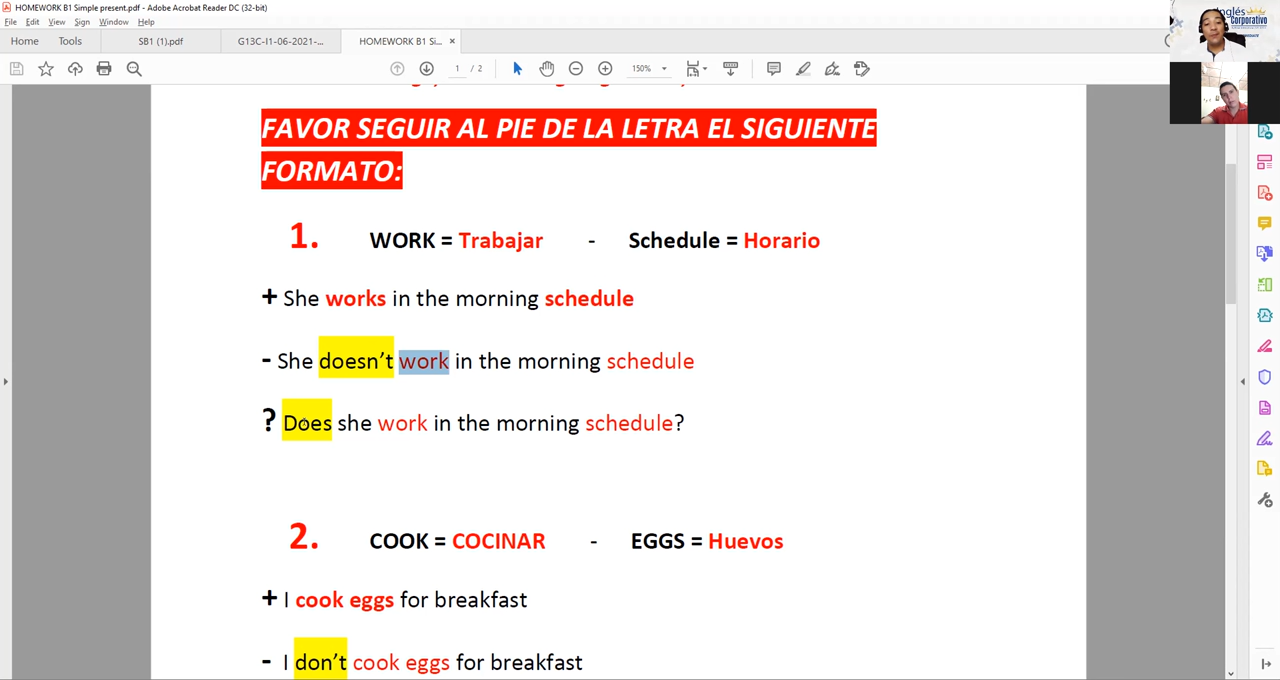 HOMEWORK B1 Simple present.pdf - Adobe Acrobat Reader DC (32-bit)
File Edit View Sign Window Help
Home Tools SB1 (1).pdf G13C-I1-06-2021-... HOMEWORK B1 Si... ×
1 / 2 150%
Inglés
Corporativo
FAVOR SEGUIR AL PIE DE LA LETRA EL SIGUIENTE
FORMATO:
1. WORK = Trabajar - Schedule = Horario
+ She works in the morning schedule
- She doesn't work in the morning schedule
? Does she work in the morning schedule?
2. COOK = COCINAR - EGGS = Huevos
+ I cook eggs for breakfast
- I don't cook eggs for breakfast